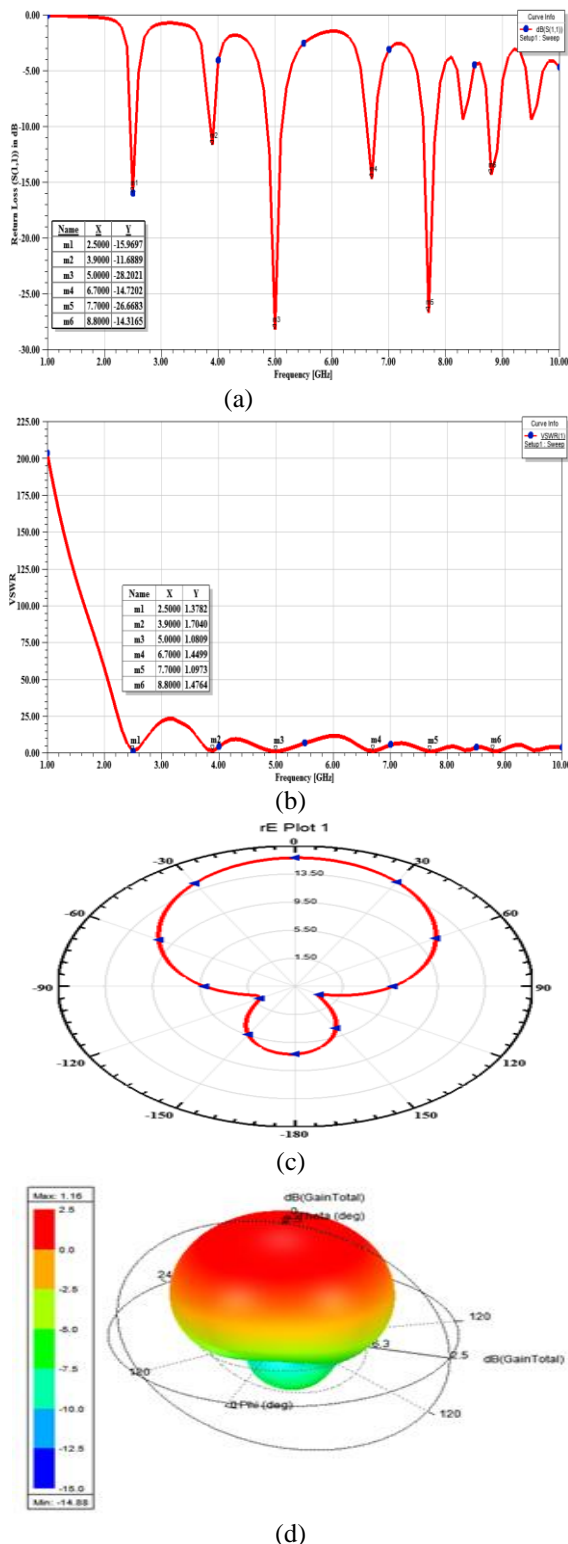 Curve Info
dB(S(1,1))
Setup1 : Sweep
0.00
-5.00
-10.00
-15.00
-20.00
-25.00
-30.00
Return Loss (S(1,1)) in dB
Name X Y
m1 2.5000 -15.9697
m2 3.9000 -11.6889
m3 5.0000 -28.2021
m4 6.7000 -14.7202
m5 7.7000 -26.6683
m6 8.8000 -14.3165
1.00 2.00 3.00 4.00 5.00 6.00 7.00 8.00 9.00 10.00
Frequency [GHz]
(a)
Curve Info
VSWR(1)
Setup1 : Sweep
225.00
200.00
175.00
150.00
125.00
100.00
75.00
50.00
25.00
0.00
VSWR
Name X Y
m1 2.5000 1.3782
m2 3.9000 1.7040
m3 5.0000 1.0809
m4 6.7000 1.4499
m5 7.7000 1.0973
m6 8.8000 1.4764
m1 m2 m3 m4 m5 m6
1.00 2.00 3.00 4.00 5.00 6.00 7.00 8.00 9.00 10.00
Frequency [GHz]
(b)
rE Plot 1
0
-30 30
13.50
-60 9.50 60
5.50
1.50
-90 90
-120 120
-150 150
-180
(c)
Max: 1.16
2.5
0.0
-2.5
-5.0
-7.5
-10.0
-12.5
-15.0
Min: -14.88
dB(GainTotal)
Theta (deg)
24
120
-6.3
-2.5
dB(GainTotal)
120
Phi (deg)
120
(d)